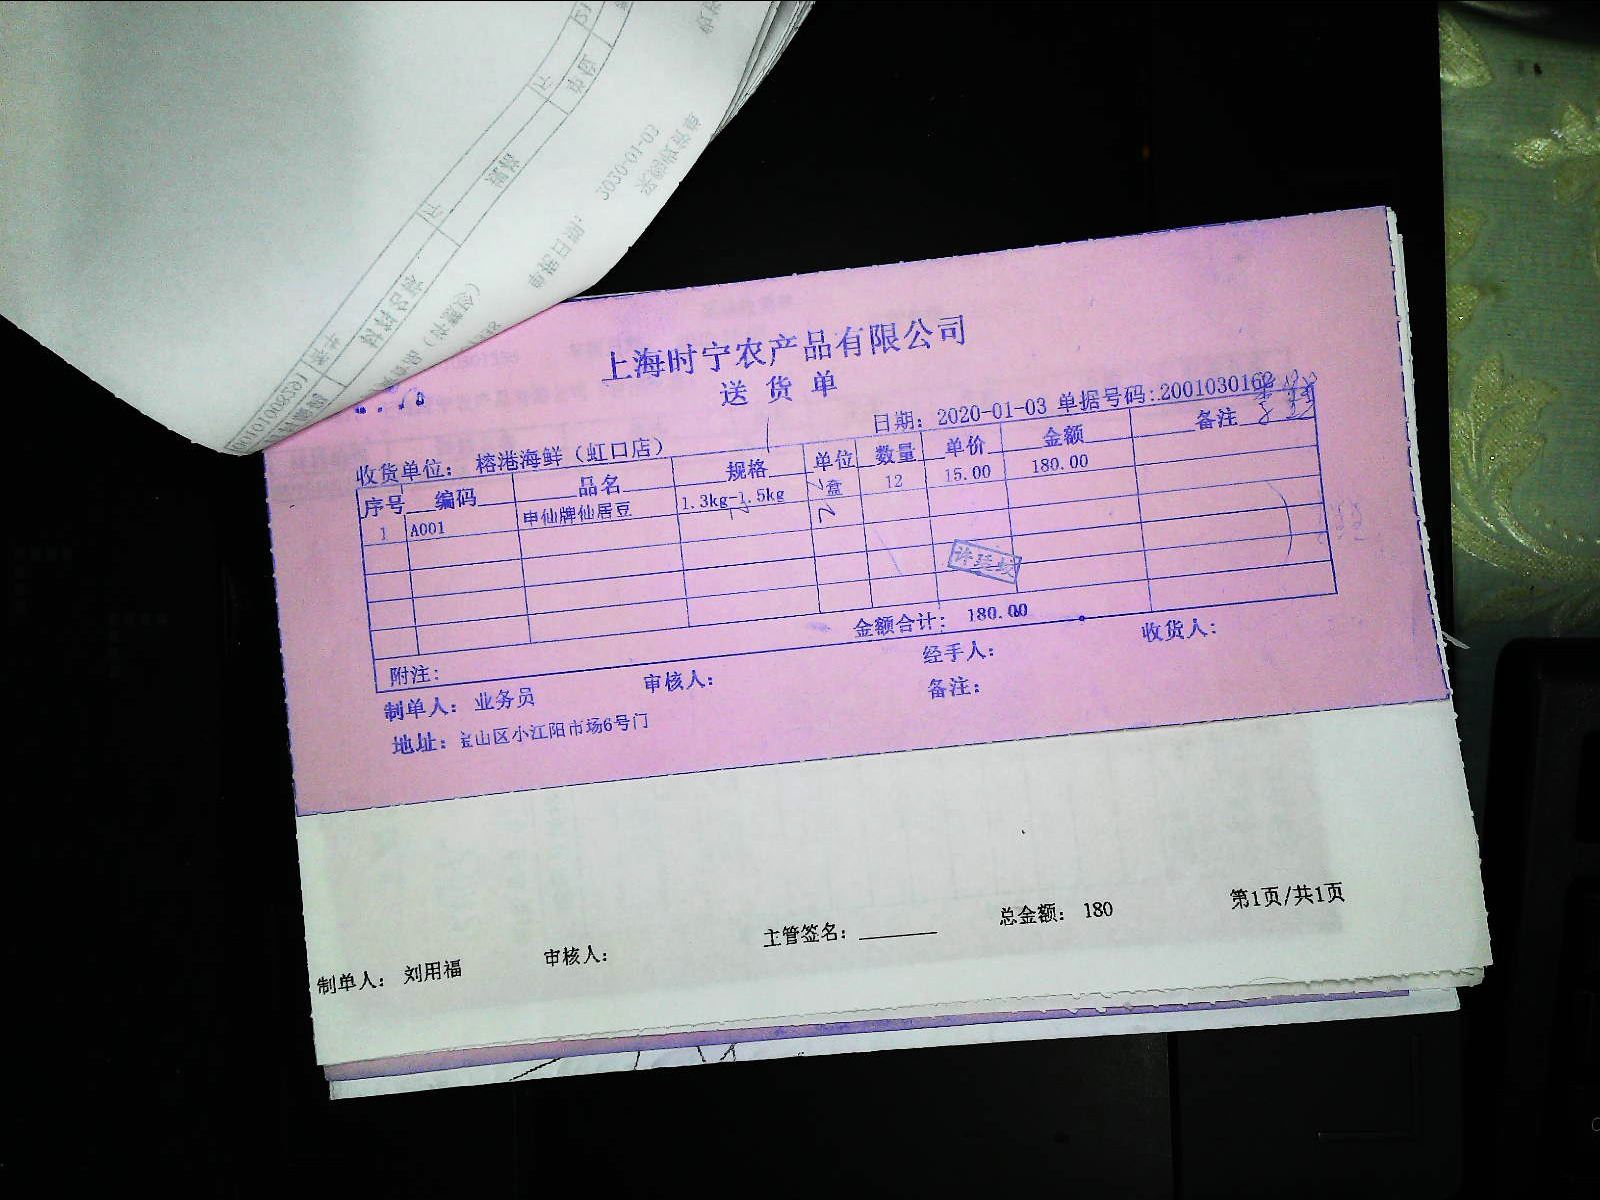 2020-01-03
上海时宁农产品有限公司
送货单
日期: 2020-01-03 单据号码:2001030162
收货单位: 榕港海鲜（虹口店）
序号 编码 品名 规格 单位 数量 单价 金额 备注
1 A001 申仙牌仙居豆 1.3kg-1.5kg 盒 12 15.00 180.00
金额合计: 180.00
附注:
制单人: 业务员 审核人: 经手人: 收货人:
地址: 宝山区小江阳市场6号门 备注:
制单人: 刘用福 审核人: 主管签名: 总金额: 180 第1页/共1页